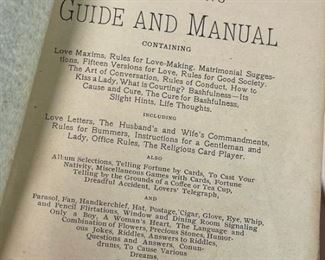 GUIDE AND MANUAL
CONTAINING
Love Maxims, Rules for Love-Making, Matrimonial Sugges-
tions, Fifteen Versions for Love, Rules for Good Society.
The Art of Conversation, Rules of Conduct, How to
Kiss a Lady, What is Courting? Bashfulness—Its
Cause and Cure, The Cure for Bashfulness,
Slight Hints, Life Thoughts.
INCLUDING
Love Letters, The Husband's and Wife's Commandments,
Rules for Bummers, Instructions for a Gentleman and
Lady, Office Rules, The Religious Card Player.
ALSO
Album Selections, Telling Fortune by Cards, To Cast Your
Nativity, Miscellaneous Games with Cards, Fortune
Telling by the Grounds of a Coffee or Tea Cup,
Dreadful Accident, Lovers' Telegraph,
AND
Parasol, Fan, Handkerchief, Hat, Postage, Cigar, Glove, Eye, Whip,
and Pencil Flirtations, Window and Dining Room Signaling
Only a Boy, A Woman's Heart, The Language and
Combination of Flowers, Precious Stones, Humor-
ous Jokes, Riddles, Answers to Riddles,
Questions and Answers, Conun-
drums, To Cause Various
Dreams.